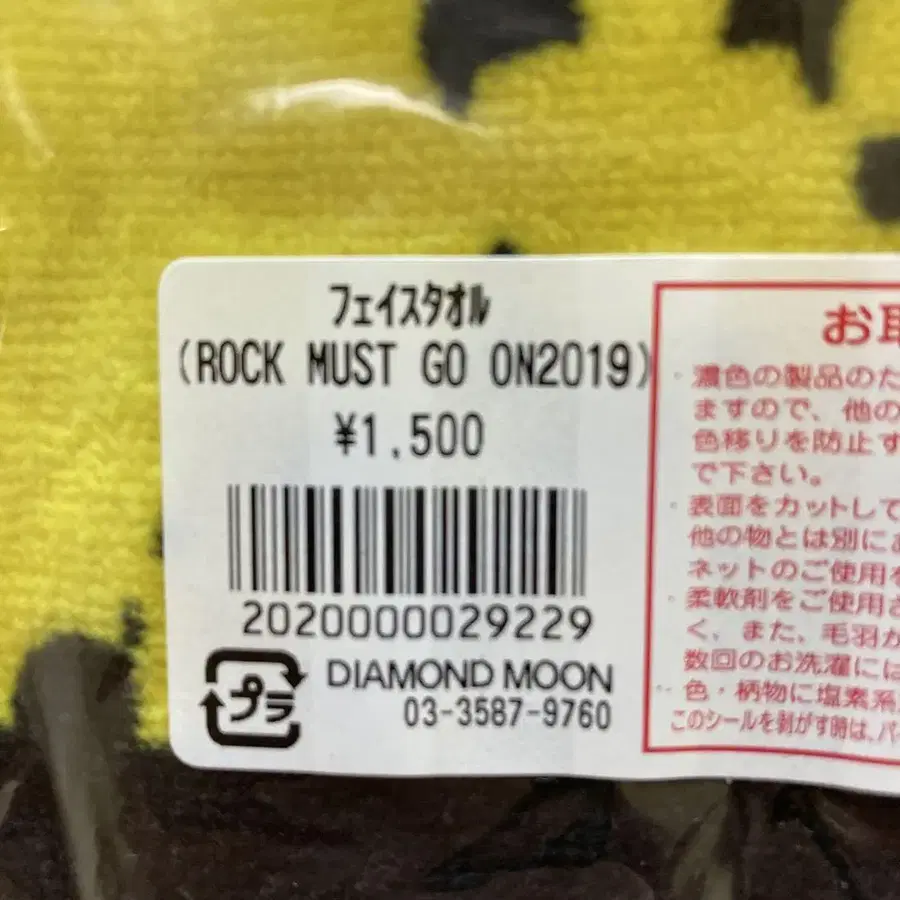 フェイスタオル
(ROCK MUST GO ON2019)
¥1,500
2020000029229
プラ
DIAMOND MOON
03-3587-9760
お取
・濃色の製品のた
ますので、他の
色移りを防止す
で下さい。
・表面をカットして
他の物とは別に
ネットのご使用を
・柔軟剤をご使用さ
く、また、毛羽が
数回のお洗濯には
・色・柄物に塩素系
このシールを剥がす時は、パ